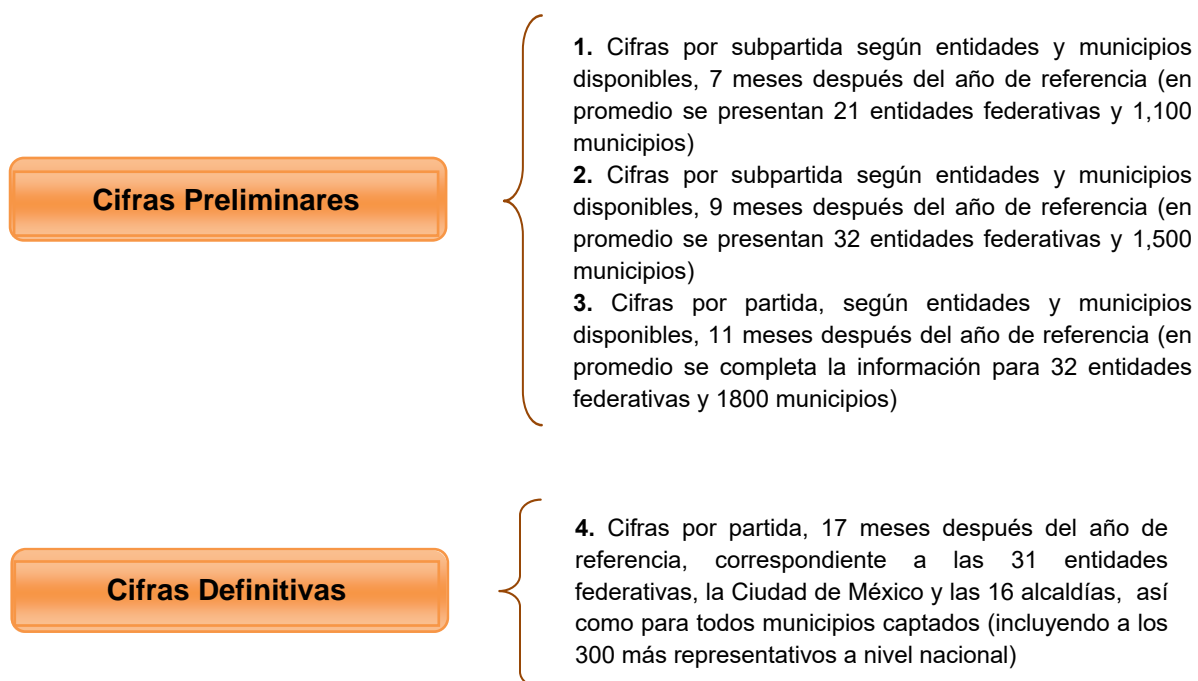 Cifras Preliminares
1. Cifras por subpartida según entidades y municipios
disponibles, 7 meses después del año de referencia (en
promedio se presentan 21 entidades federativas y 1,100
municipios)
2. Cifras por subpartida según entidades y municipios
disponibles, 9 meses después del año de referencia (en
promedio se presentan 32 entidades federativas y 1,500
municipios)
3. Cifras por partida, según entidades y municipios
disponibles, 11 meses después del año de referencia (en
promedio se completa la información para 32 entidades
federativas y 1800 municipios)
Cifras Definitivas
4. Cifras por partida, 17 meses después del año de
referencia, correspondiente a las 31 entidades
federativas, la Ciudad de México y las 16 alcaldías, así
como para todos municipios captados (incluyendo a los
300 más representativos a nivel nacional)